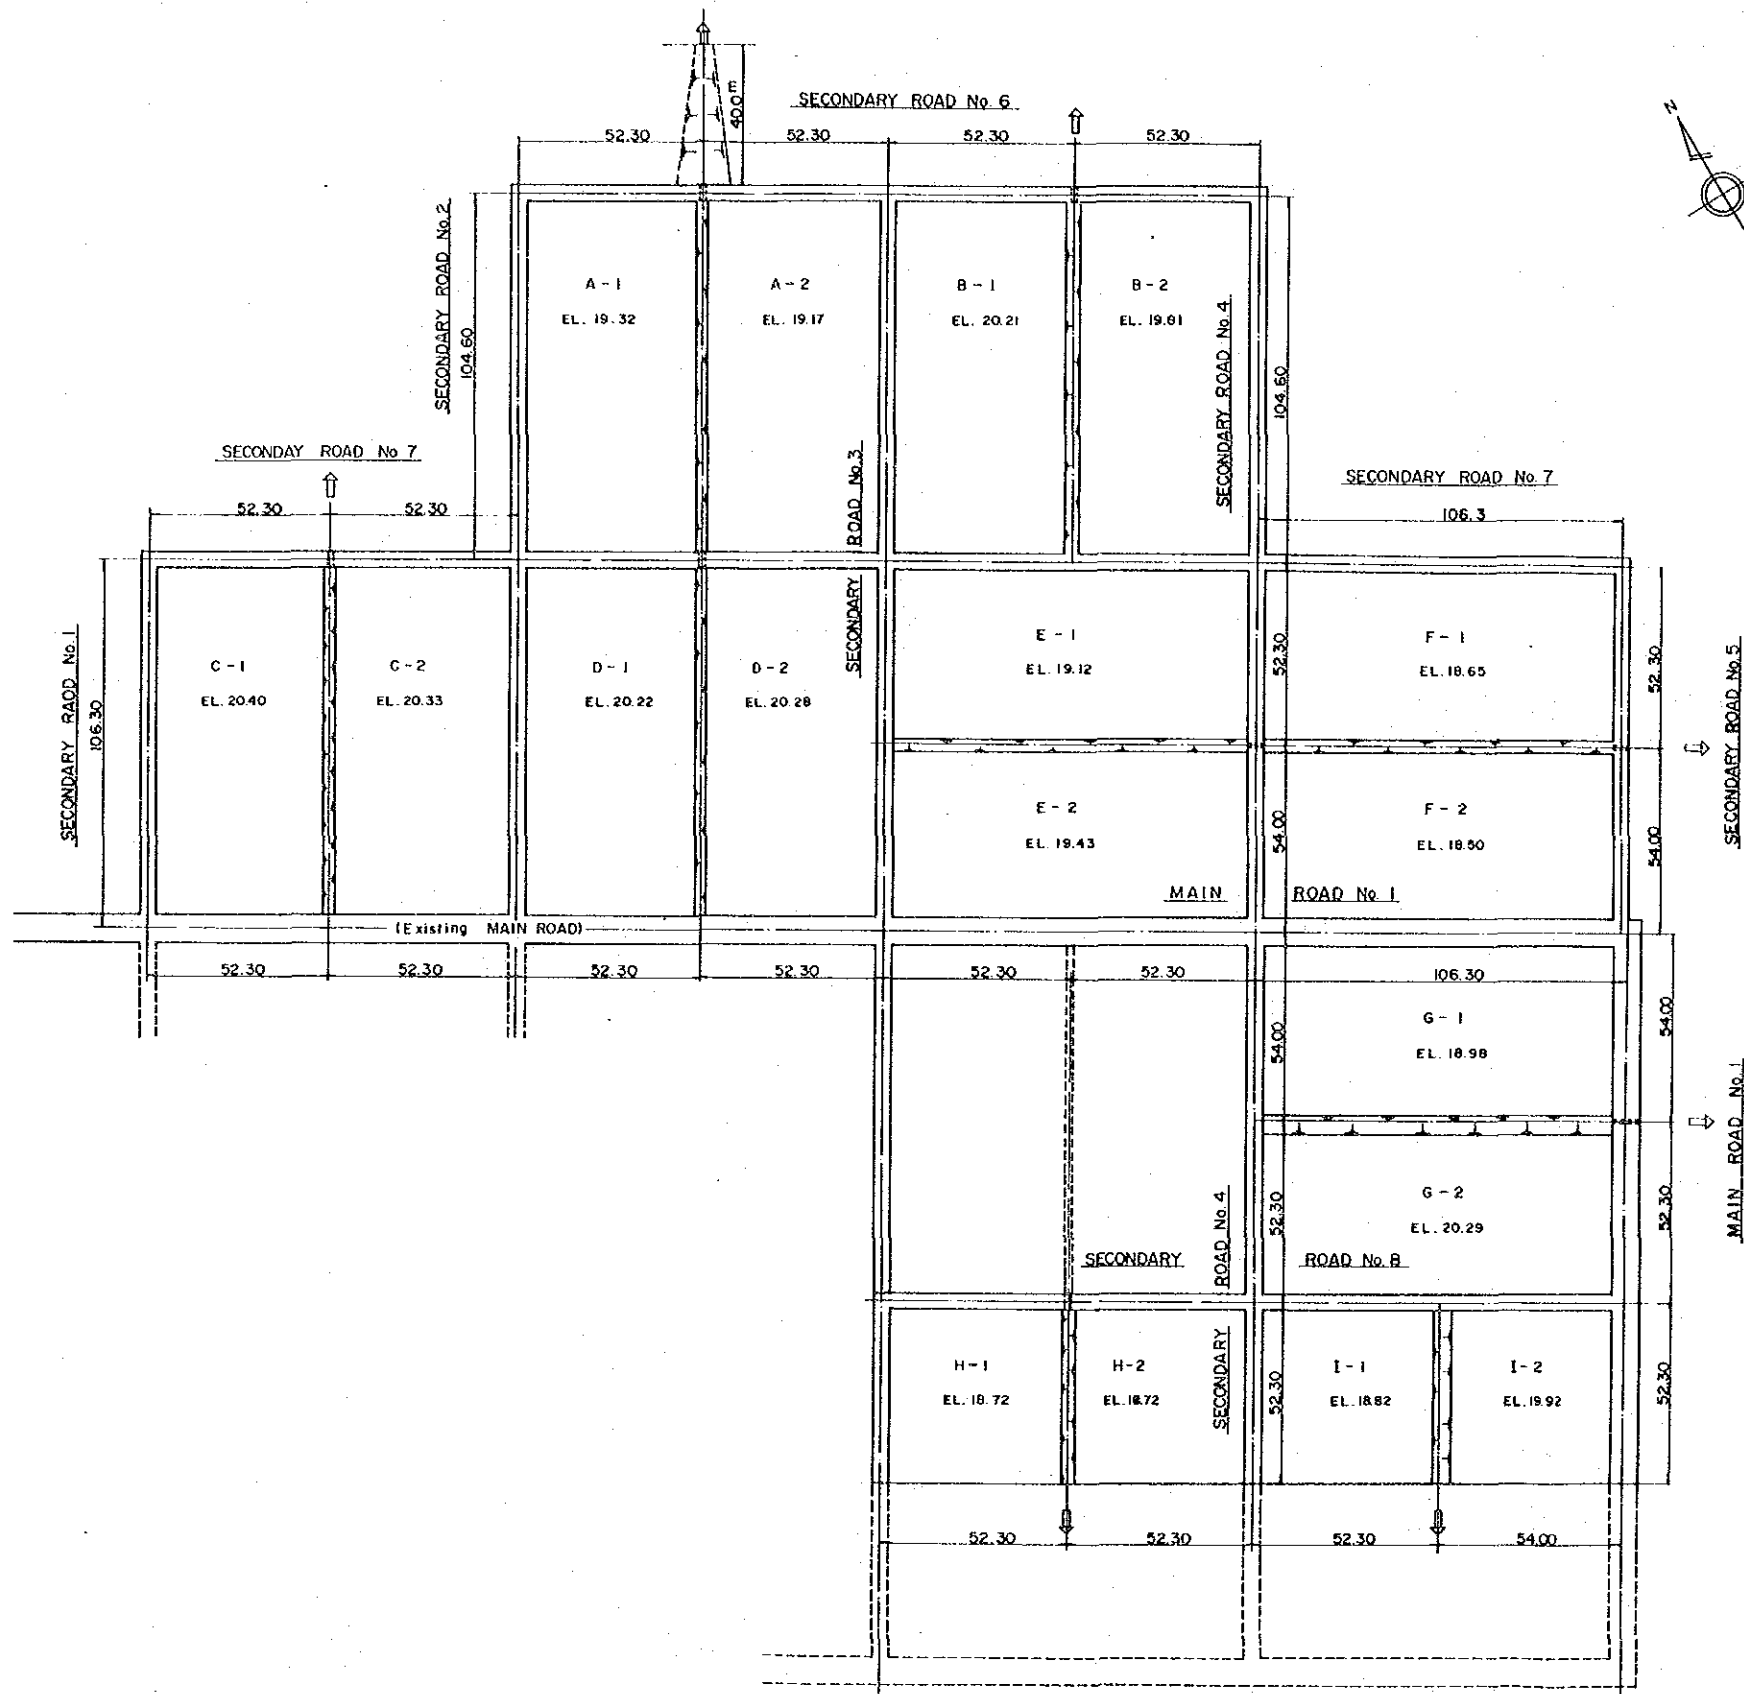 40.0m
SECONDARY ROAD No. 6
N
52.30
52.30
52.30
52.30
SECONDARY ROAD No.2
104.60
A-1
EL. 19.32
A-2
EL. 19.17
B-1
EL. 20.21
B-2
EL. 19.81
SECONDARY ROAD No.4
104.60
SECONDAY ROAD No 7
52.30
52.30
SECONDARY ROAD No.3
SECONDARY ROAD No. 7
106.3
SECONDARY RAOD No.1
106.30
C-1
EL. 20.40
C-2
EL. 20.33
D-1
EL. 20.22
D-2
EL. 20.28
E-1
EL. 19.12
52.30
F-1
EL. 18.65
52.30
SECONDARY ROAD No.5
E-2
EL. 19.43
54.00
F-2
EL. 18.50
54.00
MAIN ROAD No. 1
(Existing MAIN ROAD)
52.30
52.30
52.30
52.30
52.30
52.30
106.30
54.00
G-1
EL. 18.98
54.00
MAIN ROAD No. 1
52.30
G-2
EL. 20.29
52.30
SECONDARY ROAD No. 8
SECONDARY ROAD No.4
H-1
EL. 18.72
H-2
EL. 18.72
52.30
I-1
EL. 18.82
I-2
EL. 19.92
52.30
52.30
52.30
52.30
54.00